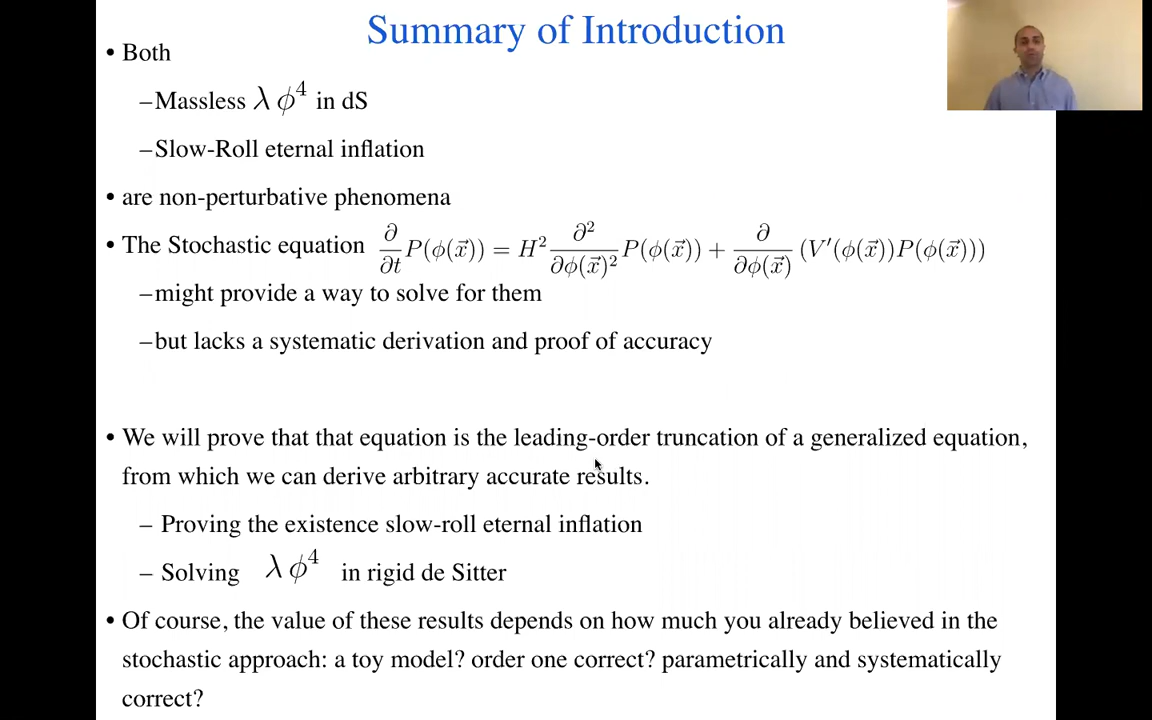 Summary of Introduction
• Both
–Massless λ ϕ⁴ in dS
–Slow-Roll eternal inflation
• are non-perturbative phenomena
• The Stochastic equation ∂/∂t P(ϕ(x⃗)) = H² ∂²/∂ϕ(x⃗)² P(ϕ(x⃗)) + ∂/∂ϕ(x⃗) (V′(ϕ(x⃗))P(ϕ(x⃗)))
–might provide a way to solve for them
–but lacks a systematic derivation and proof of accuracy
• We will prove that that equation is the leading-order truncation of a generalized equation,
from which we can derive arbitrary accurate results.
– Proving the existence slow-roll eternal inflation
– Solving λ ϕ⁴ in rigid de Sitter
• Of course, the value of these results depends on how much you already believed in the
stochastic approach: a toy model? order one correct? parametrically and systematically
correct?